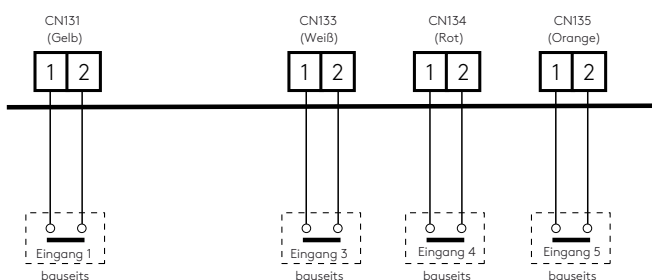 CN131
(Gelb)
CN133
(Weiß)
CN134
(Rot)
CN135
(Orange)
1 2
1 2
1 2
1 2
Eingang 1
Eingang 3
Eingang 4
Eingang 5
bauseits
bauseits
bauseits
bauseits